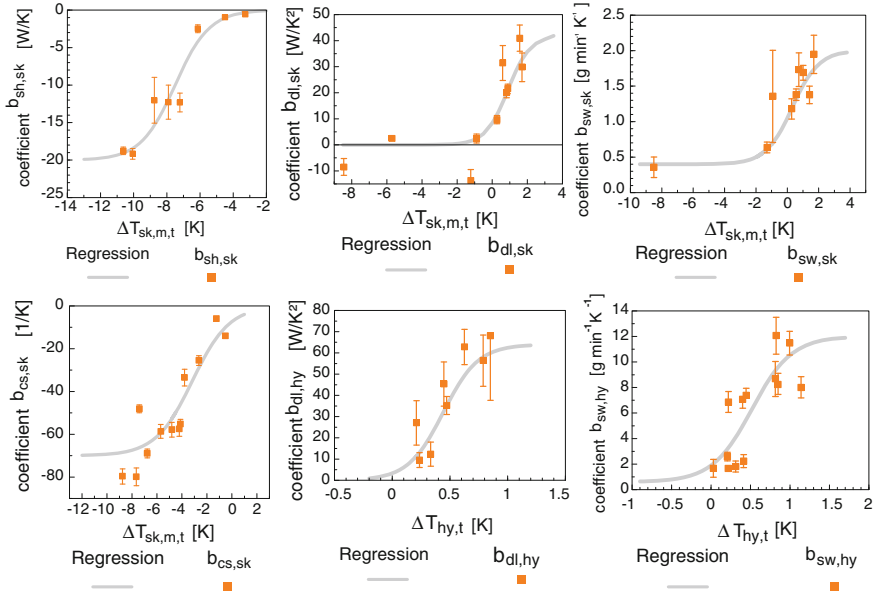 coefficient b_sh,sk [W/K]
0
-5
-10
-15
-20
-25
-14 -12 -10 -8 -6 -4 -2
ΔT_sk,m,t [K]
Regression b_sh,sk
coefficient b_dl,sk [W/K²]
50
40
30
20
10
0
-10
-8 -6 -4 -2 0 2 4
ΔT_sk,m,t [K]
Regression b_dl,sk
coefficient b_sw,sk [g min⁻¹ K⁻¹]
2.5
2.0
1.5
1.0
0.5
0.0
-10 -8 -6 -4 -2 0 2 4
ΔT_sk,m,t [K]
Regression b_sw,sk
coefficient b_cs,sk [1/K]
0
-20
-40
-60
-80
-12 -10 -8 -6 -4 -2 0 2
ΔT_sk,m,t [K]
Regression b_cs,sk
coefficient b_dl,hy [W/K²]
80
70
60
50
40
30
20
10
0
-0.5 0 0.5 1 1.5
ΔT_hy,t [K]
Regression b_dl,hy
coefficient b_sw,hy [g min⁻¹K⁻¹]
14
12
10
8
6
4
2
0
-1 -0.5 0 0.5 1 1.5 2
ΔT_hy,t [K]
Regression b_sw,hy